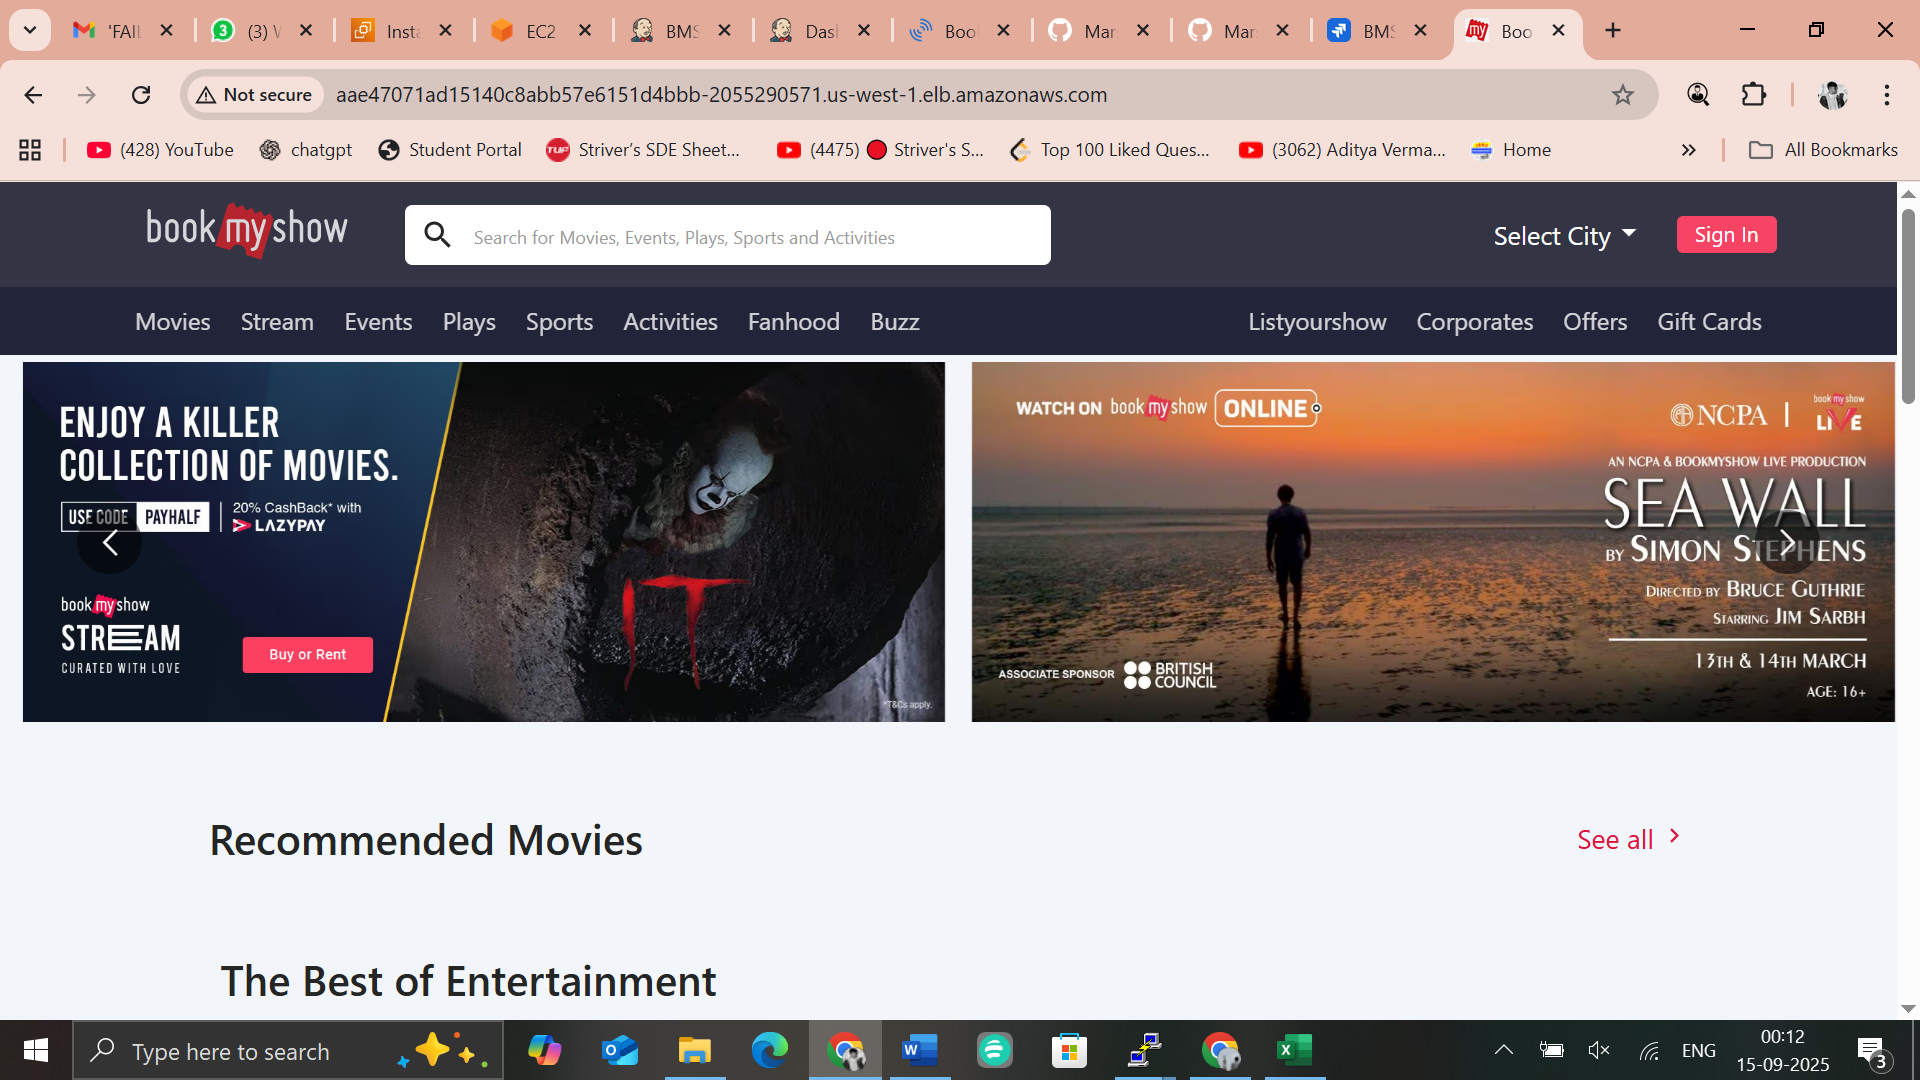 'FAI
(3) W
Insta
EC2
BMS
Das
Boo
Mar
Mar
BMS
Boo
Not secure
aae47071ad15140c8abb57e6151d4bbb-2055290571.us-west-1.elb.amazonaws.com
(428) YouTube
chatgpt
Student Portal
TUF
Striver's SDE Sheet...
(4475) Striver's S...
Top 100 Liked Ques...
(3062) Aditya Verma...
Home
All Bookmarks
book my show
Search for Movies, Events, Plays, Sports and Activities
Select City
Sign In
Movies Stream Events Plays Sports Activities Fanhood Buzz
Listyourshow Corporates Offers Gift Cards
ENJOY A KILLER
COLLECTION OF MOVIES.
USE CODE PAYHALF
20% CashBack* with
LAZYPAY
book my show
STREAM
CURATED WITH LOVE
Buy or Rent
IT
*T&Cs apply.
WATCH ON book my show ONLINE
NCPA
book my show
LIVE
AN NCPA & BOOKMYSHOW LIVE PRODUCTION
SEA WALL
BY SIMON STEPHENS
DIRECTED BY BRUCE GUTHRIE
STARRING JIM SARBH
13TH & 14TH MARCH
AGE: 16+
ASSOCIATE SPONSOR
BRITISH
COUNCIL
Recommended Movies
See all
The Best of Entertainment
Type here to search
ENG
00:12
15-09-2025
3